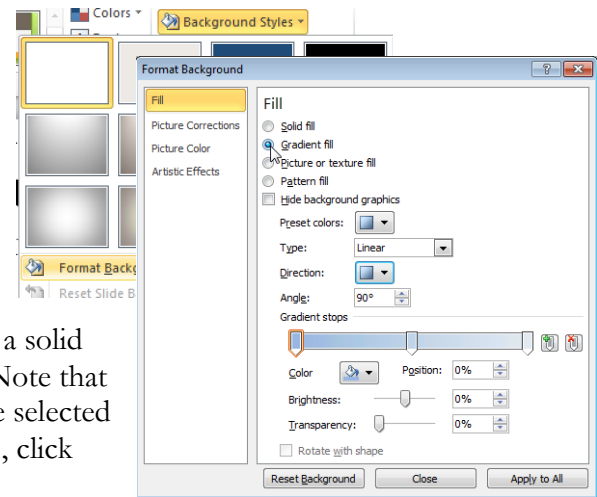 Colors
Background Styles
Format Background
Fill
Picture Corrections
Picture Color
Artistic Effects
Fill
Solid fill
Gradient fill
Picture or texture fill
Pattern fill
Hide background graphics
Preset colors:
Type: Linear
Direction:
Angle: 90°
Gradient stops
Color Position: 0%
Brightness: 0%
Transparency: 0%
Rotate with shape
Reset Background Close Apply to All
Format Backg
Reset Slide B
a solid
Note that
e selected
, click